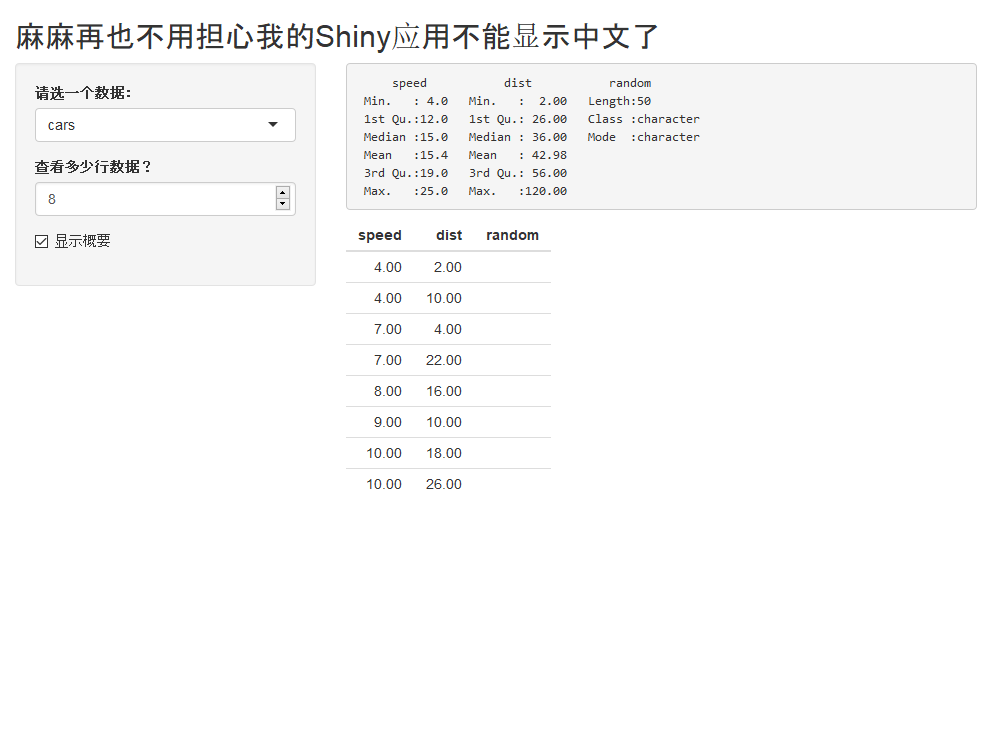 麻麻再也不用担心我的Shiny应用不能显示中文了
请选一个数据:
cars
查看多少行数据？
8
显示概要
speed dist random
Min. : 4.0 Min. : 2.00 Length:50
1st Qu.:12.0 1st Qu.: 26.00 Class :character
Median :15.0 Median : 36.00 Mode :character
Mean :15.4 Mean : 42.98
3rd Qu.:19.0 3rd Qu.: 56.00
Max. :25.0 Max. :120.00
speed dist random
4.00 2.00
4.00 10.00
7.00 4.00
7.00 22.00
8.00 16.00
9.00 10.00
10.00 18.00
10.00 26.00